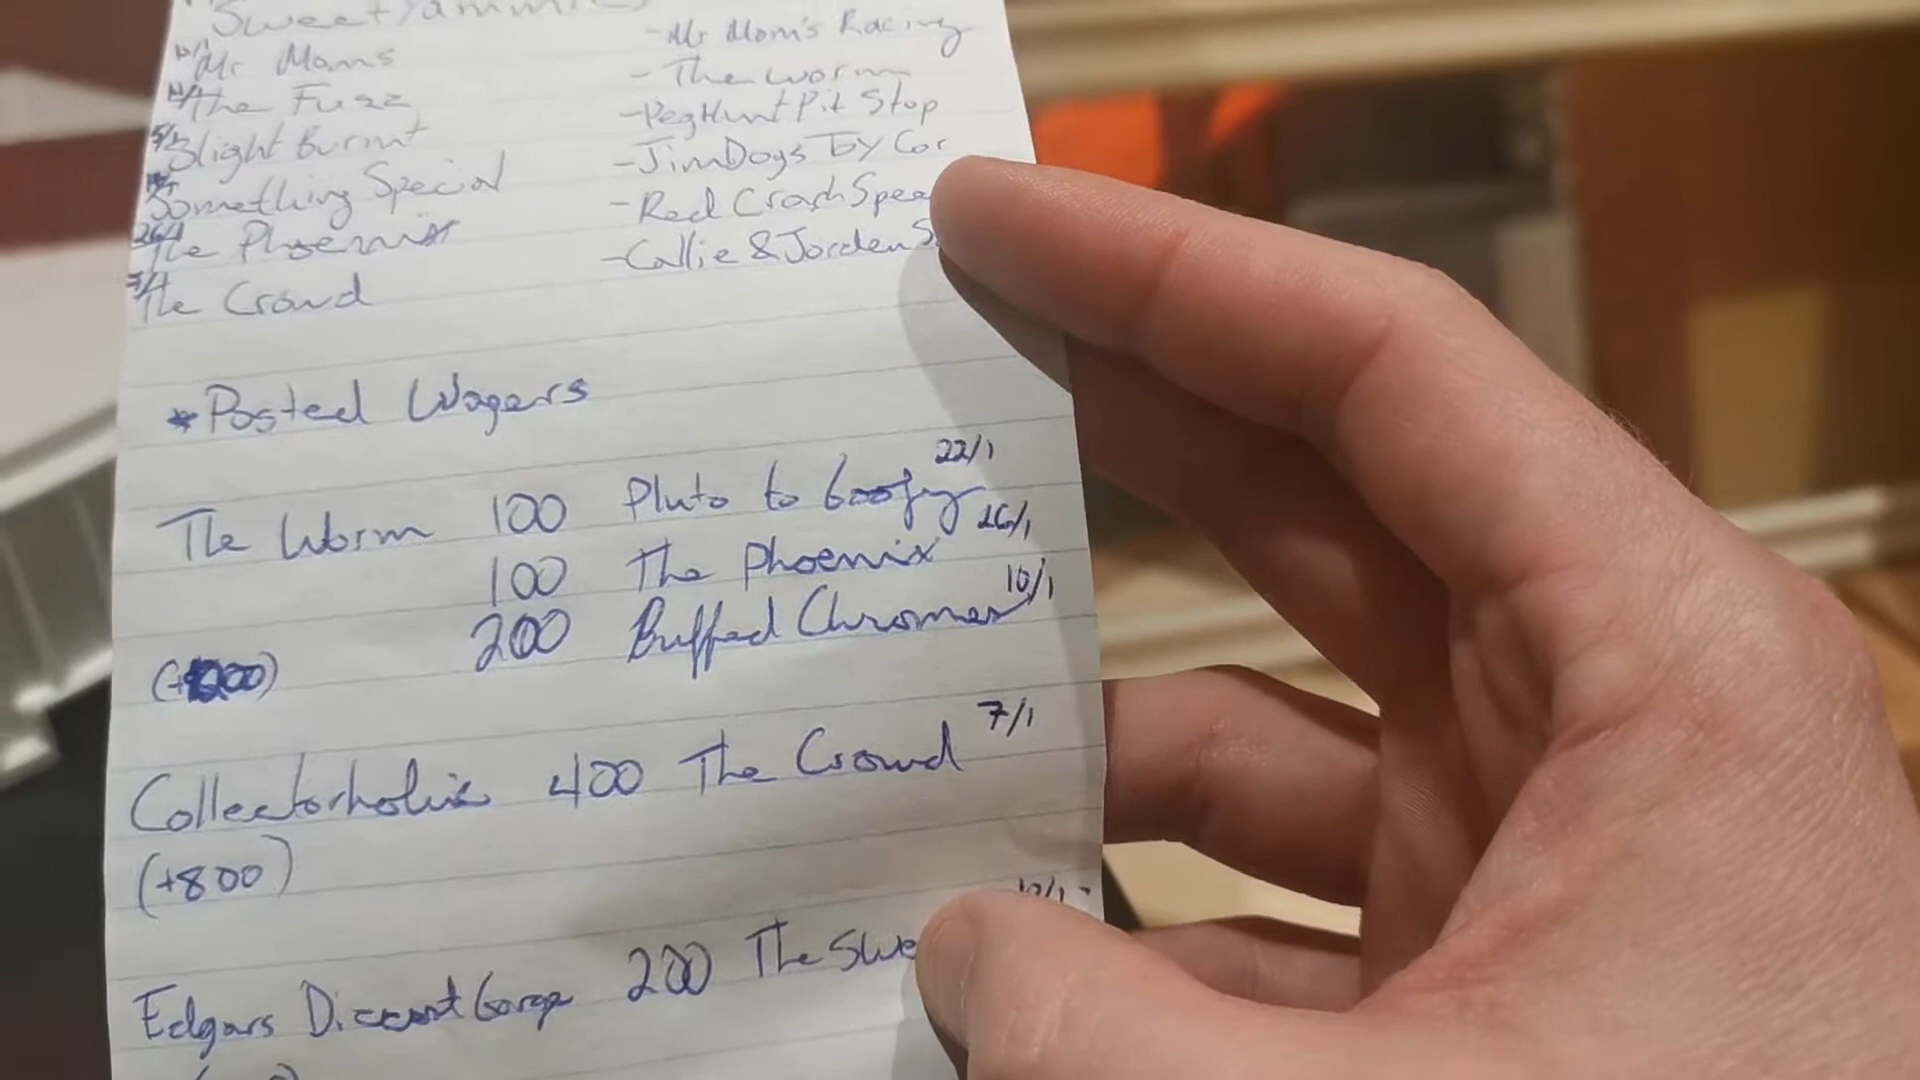 Mr Moms
The Fuzz
Slight Burnt
Something Special
26/1 The Phoenix
The Crowd
-Mr Mom's Racing
-The Worm
-PegHunt Pit Stop
-JimDogs Toy Car
-Red Crash
-Callie & Jorden
*Posted Wagers
The Worm 100 Pluto to Goofy 22/1
100 The Phoenix 26/1
200 Buffed Chromer 10/1
Collectorholic 400 The Crowd 7/1
(+800)
Edgars Discount Garage 200 The